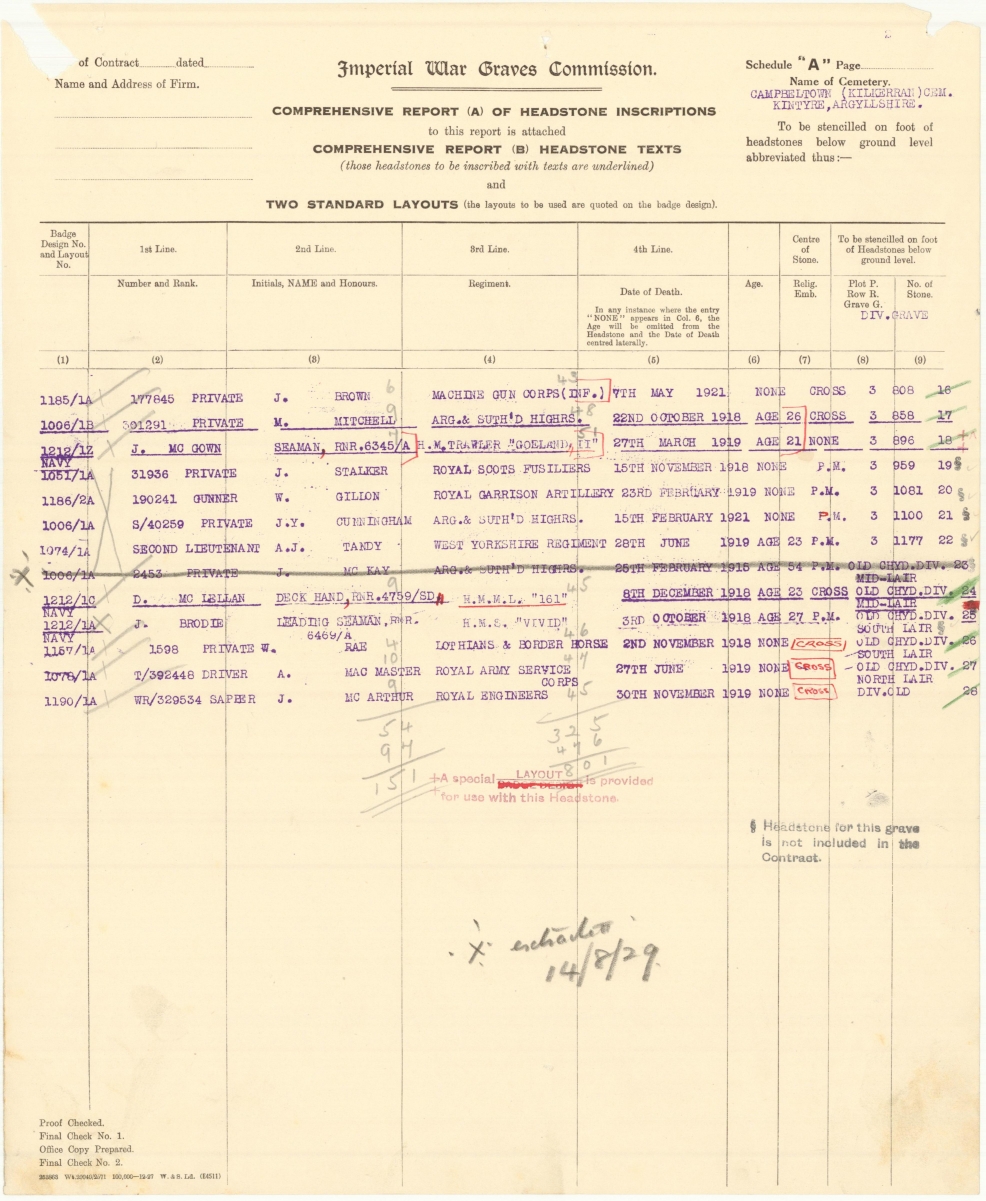 of Contract dated
Name and Address of Firm.
Imperial War Graves Commission.
COMPREHENSIVE REPORT (A) OF HEADSTONE INSCRIPTIONS
to this report is attached
COMPREHENSIVE REPORT (B) HEADSTONE TEXTS
(those headstones to be inscribed with texts are underlined)
and
TWO STANDARD LAYOUTS (the layouts to be used are quoted on the badge design).
Schedule "A" Page
Name of Cemetery.
CAMPBELTOWN (KILKERRAN) CEM.
KINTYRE, ARGYLLSHIRE.
To be stencilled on foot of
headstones below ground level
abbreviated thus:—
Badge Design No. and Layout No.
1st Line.
2nd Line.
3rd Line.
4th Line.
Centre of Stone.
To be stencilled on foot of Headstones below ground level.
Number and Rank.
Initials, NAME and Honours.
Regiment.
Date of Death.
In any instance where the entry "NONE" appears in Col. 6, the Age will be omitted from the Headstone and the Date of Death centred laterally.
Age.
Relig. Emb.
Plot P. Row R. Grave G.
No. of Stone.
DIV. GRAVE
(1) (2) (3) (4) (5) (6) (7) (8) (9)
1185/1A 177845 PRIVATE J. BROWN 6 MACHINE GUN CORPS(INF.) 43 7TH MAY 1921 NONE CROSS 3 808 16
1006/1B 301291 PRIVATE M. MITCHELL 9 ARG.& SUTH'D HIGHRS. 48 22ND OCTOBER 1918 AGE 26 CROSS 3 858 17
1212/1Z NAVY J. MC GOWN SEAMAN, RNR.6345/A H.M.TRAWLER "GOELAND, II" 51 27TH MARCH 1919 AGE 21 NONE 3 896 18 +
1051/1A 31936 PRIVATE J. STALKER ROYAL SCOTS FUSILIERS 15TH NOVEMBER 1918 NONE P.M. 3 959 19 §
1186/2A 190241 GUNNER W. GILLON ROYAL GARRISON ARTILLERY 23RD FEBRUARY 1919 NONE P.M. 3 1081 20 §
1006/1A S/40259 PRIVATE J.Y. CUNNINGHAM ARG.& SUTH'D HIGHRS. 15TH FEBRUARY 1921 NONE P.M. 3 1100 21 §
1074/1A SECOND LIEUTENANT A.J. TANDY WEST YORKSHIRE REGIMENT 28TH JUNE 1919 AGE 23 P.M. 3 1177 22 §
X 1006/1A 2453 PRIVATE J. MC KAY ARG.& SUTH'D HIGHRS. 25TH FEBRUARY 1915 AGE 54 P.M. OLD CHYD.DIV. MID-LAIR 23
1212/1C NAVY D. MC LELLAN DECK HAND, RNR.4759/SD 9 H.M.M.L. "161" 45 8TH DECEMBER 1918 AGE 23 CROSS OLD CHYD.DIV. MID-LAIR 24
1212/1A NAVY J. BRODIE LEADING SEAMAN, RNR. 6469/A H.M.S. "VIVID" 3RD OCTOBER 1918 AGE 27 P.M. OLD CHYD.DIV. SOUTH LAIR 25
1157/1A 1598 PRIVATE W. RAE 4 LOTHIANS & BORDER HORSE 46 2ND NOVEMBER 1918 NONE CROSS OLD CHYD.DIV. SOUTH LAIR 26
1078/1A T/392448 DRIVER A. MAC MASTER 10 ROYAL ARMY SERVICE CORPS 47 27TH JUNE 1919 NONE CROSS OLD CHYD.DIV. NORTH LAIR 27
1190/1A WR/329534 SAPPER J. MC ARTHUR 9 ROYAL ENGINEERS 45 30TH NOVEMBER 1919 NONE CROSS DIV.OLD 28
54 325
97 476
151 801
+A special LAYOUT is provided
+for use with this Headstone.
§ Headstone for this grave
is not included in the
Contract.
X
14/8/29
Proof Checked.
Final Check No. 1.
Office Copy Prepared.
Final Check No. 2.